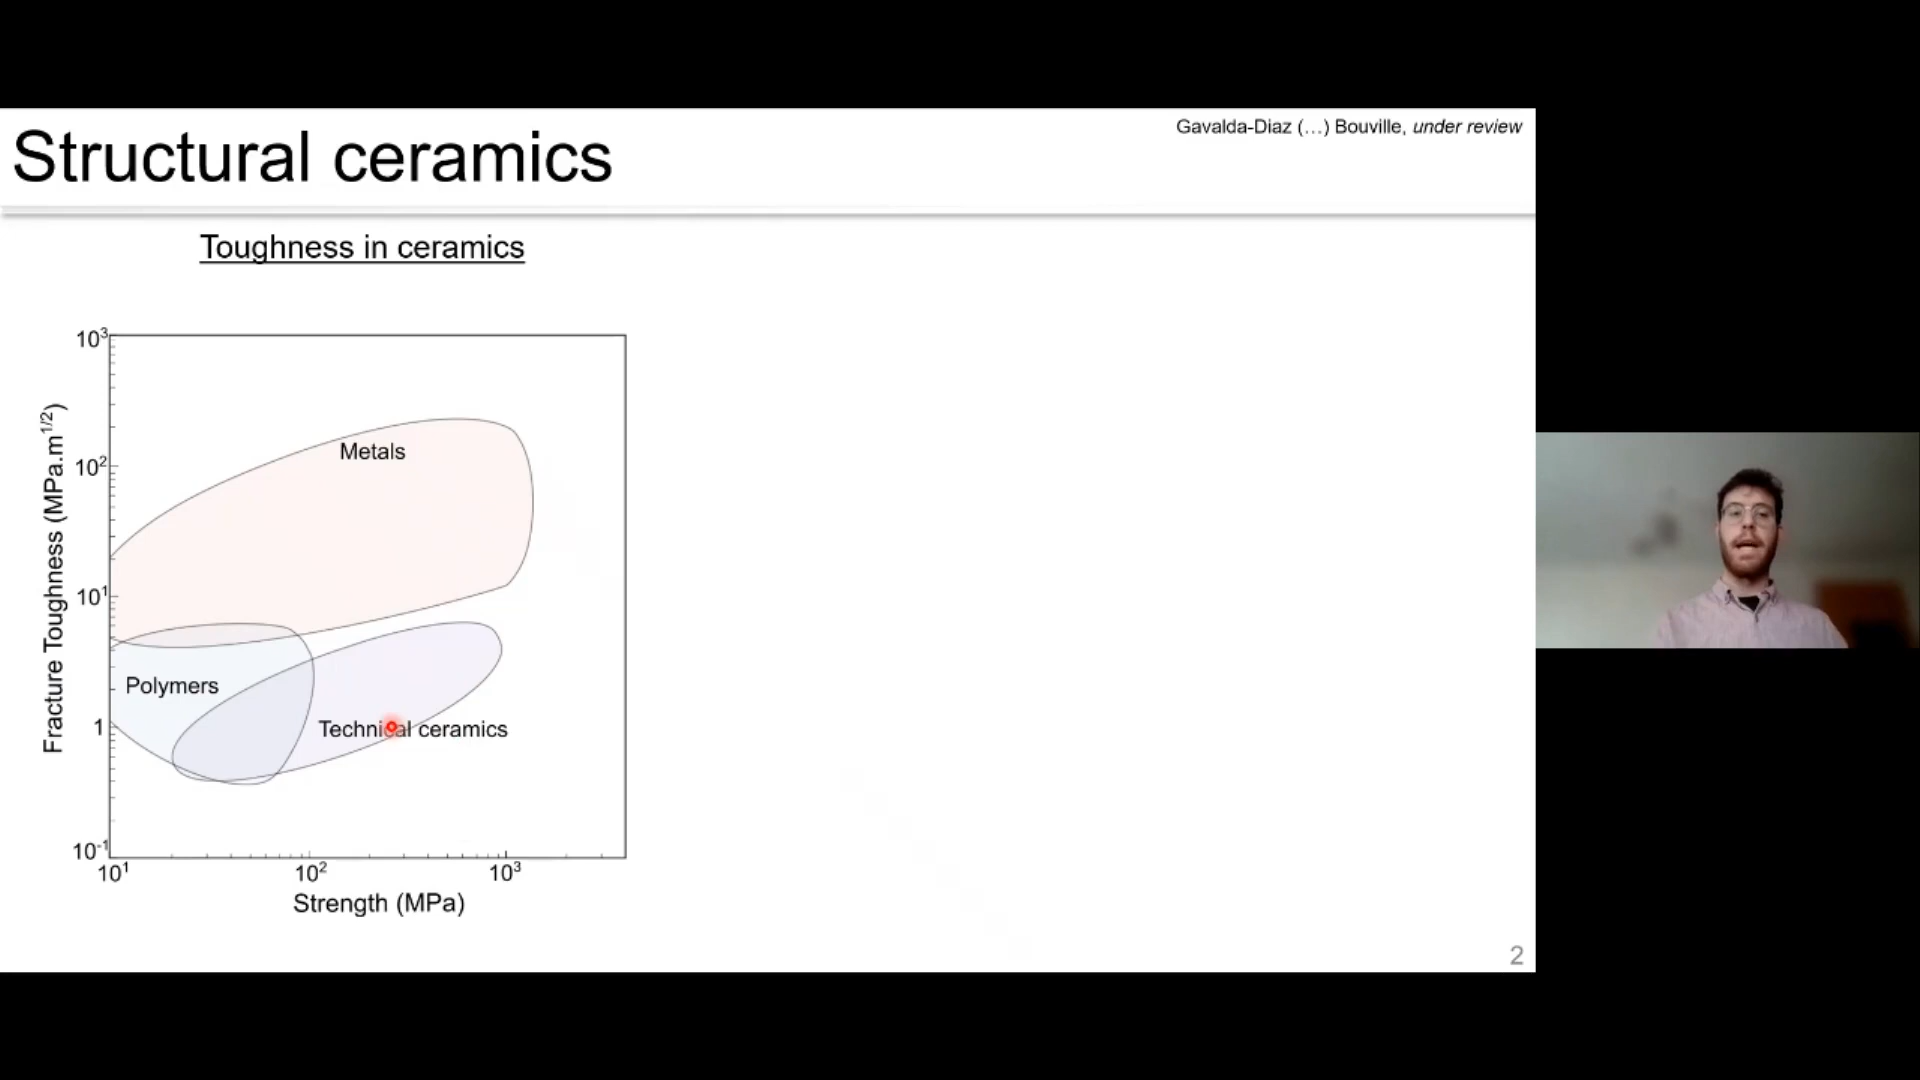 Structural ceramics
Gavalda-Diaz (...) Bouville, under review
Toughness in ceramics
10³
10²
10¹
1
10⁻¹
Fracture Toughness (MPa.m¹/²)
Metals
Polymers
Technical ceramics
10¹ 10² 10³
Strength (MPa)
2